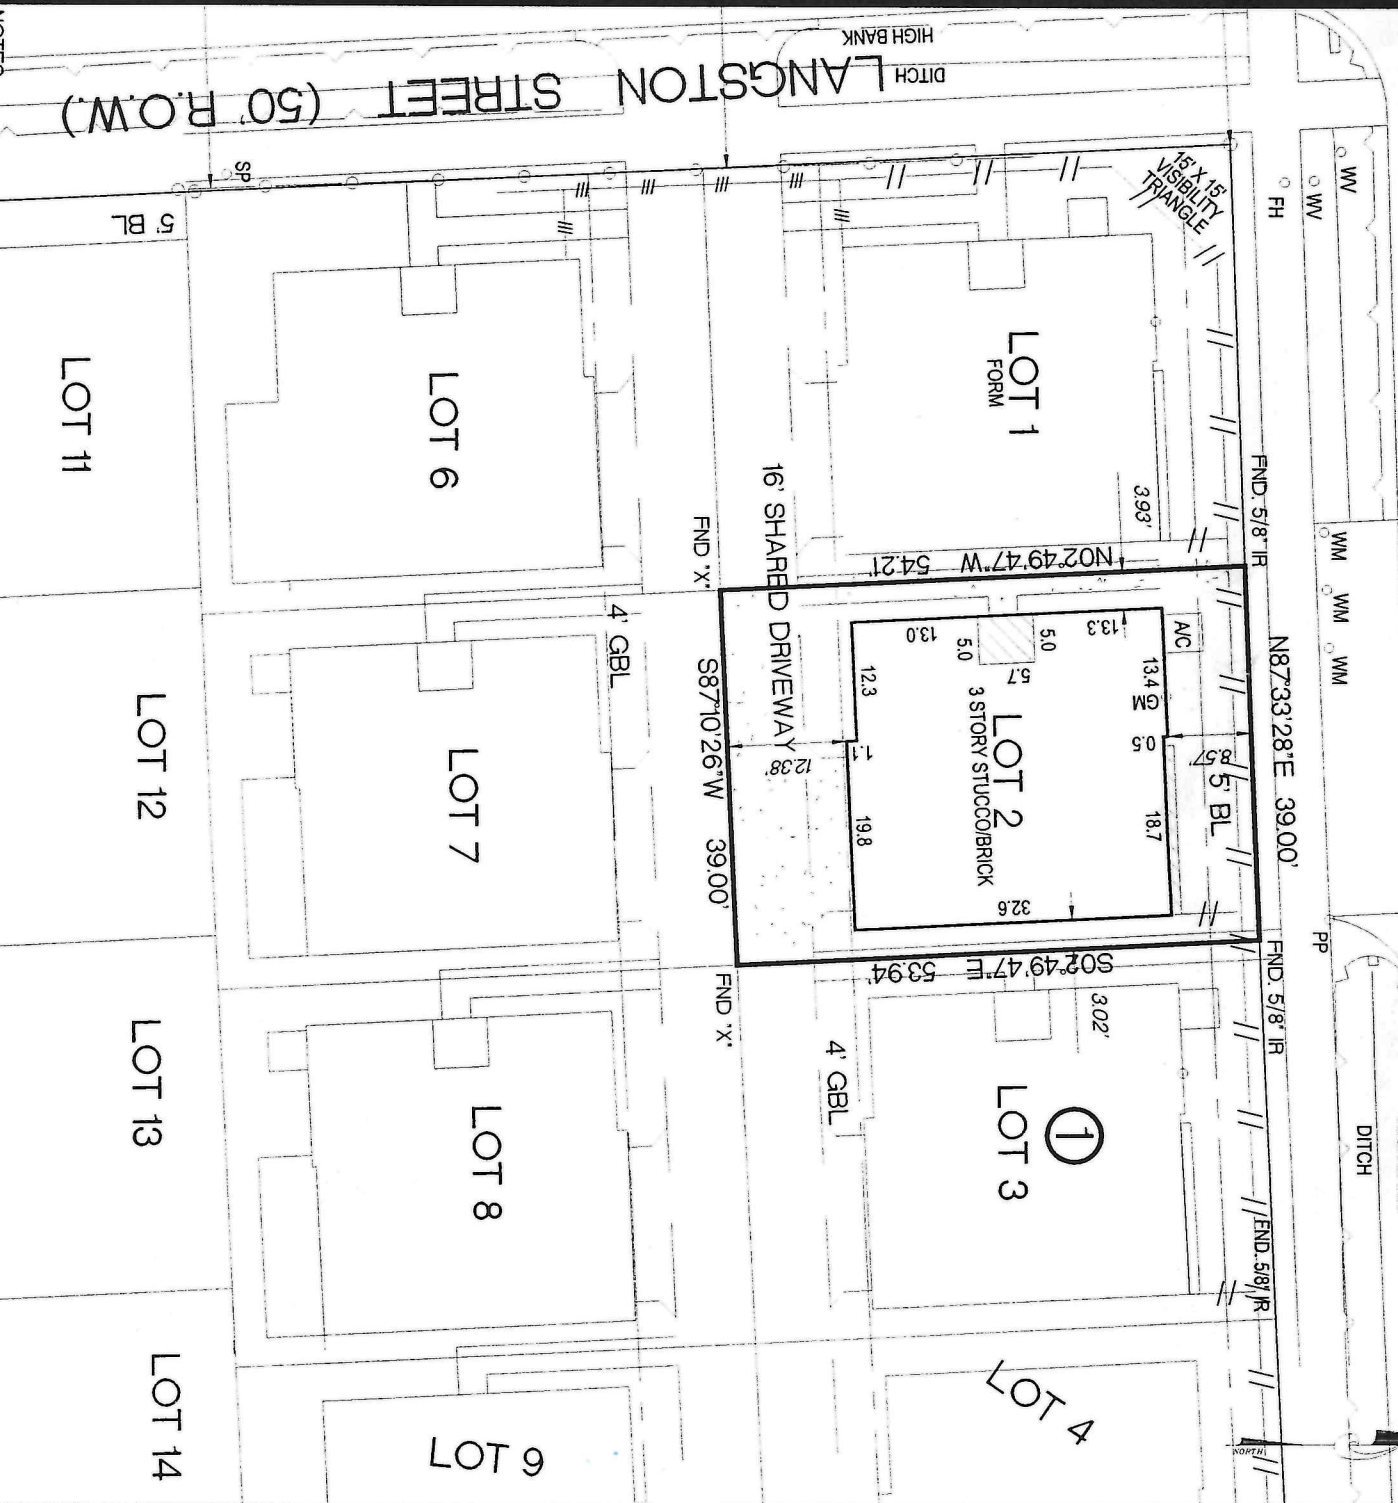 HIGH BANK
DITCH
LANGSTON STREET (50' R.O.W.)
SP
5' BL
15' X 15'
VISIBILITY
TRIANGLE
FH
WV
WV
LOT 11
LOT 6
LOT 1
FORM
3.93'
FND. 5/8" IR
WM
WM
WM
16' SHARED DRIVEWAY
FND "X"
N02°49'47"W 54.21'
4' GBL
S87°10'26"W 39.00'
N87°33'28"E 39.00'
A/C
13.3
13.0
5.0
5.0
5.7
12.3
13.4
GM
0.5
8.57'
5' BL
LOT 2
3 STORY STUCCO/BRICK
12.38'
1.1
19.8
18.7
32.6
LOT 12
LOT 7
PP
S02°49'47"E 53.94'
FND "X"
FND. 5/8" IR
3.02'
4' GBL
1
LOT 3
DITCH
LOT 13
LOT 8
FND. 5/8" IR
LOT 14
LOT 9
LOT 4
NORTH